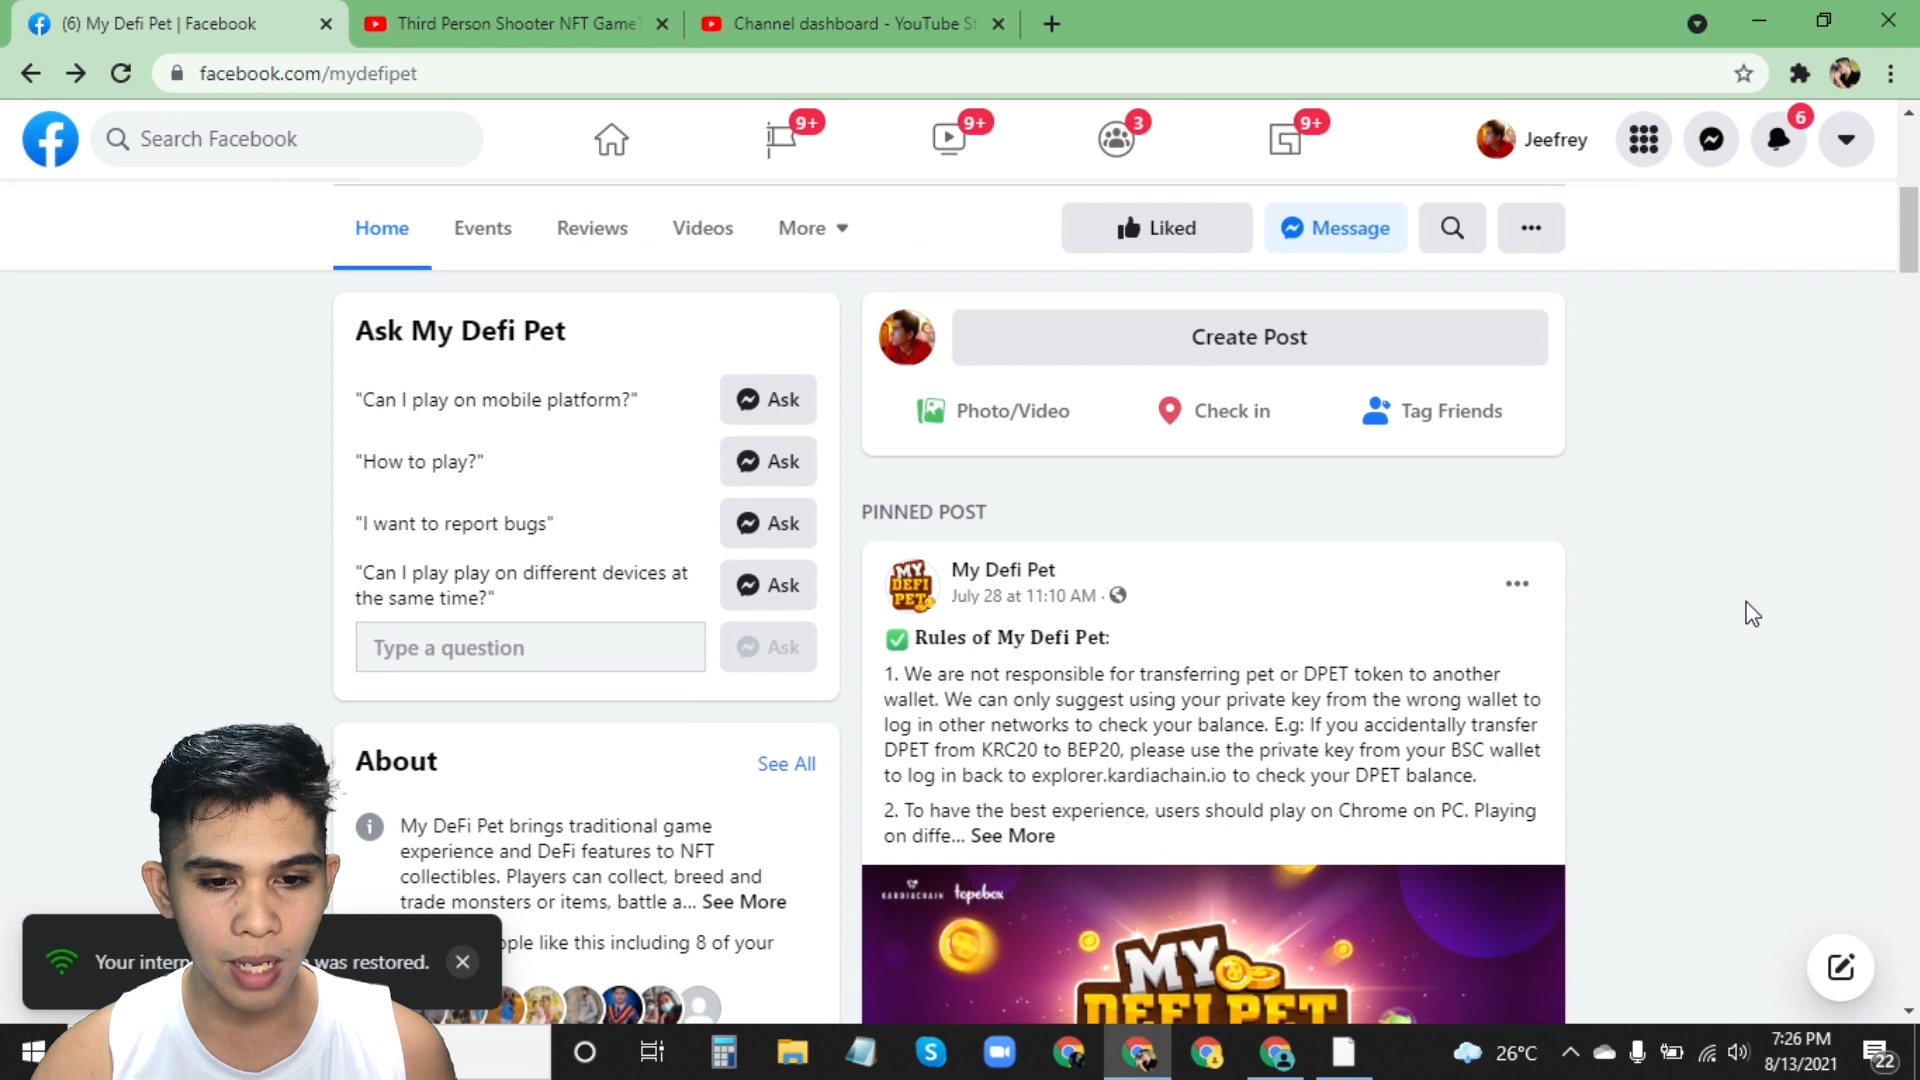 (6) My Defi Pet | Facebook
Third Person Shooter NFT Game
Channel dashboard - YouTube St
facebook.com/mydefipet
Search Facebook
9+
9+
3
9+
Jeefrey
6
Home
Events
Reviews
Videos
More
Liked
Message
Ask My Defi Pet
"Can I play on mobile platform?"
Ask
"How to play?"
Ask
"I want to report bugs"
Ask
"Can I play play on different devices at
the same time?"
Ask
Type a question
Ask
About
See All
My DeFi Pet brings traditional game
experience and DeFi features to NFT
collectibles. Players can collect, breed and
trade monsters or items, battle a... See More
ople like this including 8 of your
Your intern
was restored.
Create Post
Photo/Video
Check in
Tag Friends
PINNED POST
MY DEFI PET
My Defi Pet
July 28 at 11:10 AM ·
Rules of My Defi Pet:
1. We are not responsible for transferring pet or DPET token to another
wallet. We can only suggest using your private key from the wrong wallet to
log in other networks to check your balance. E.g: If you accidentally transfer
DPET from KRC20 to BEP20, please use the private key from your BSC wallet
to log in back to explorer.kardiachain.io to check your DPET balance.
2. To have the best experience, users should play on Chrome on PC. Playing
on diffe... See More
KARDIACHAIN
topebox
MY
DEFI PET
26°C
7:26 PM
8/13/2021
22